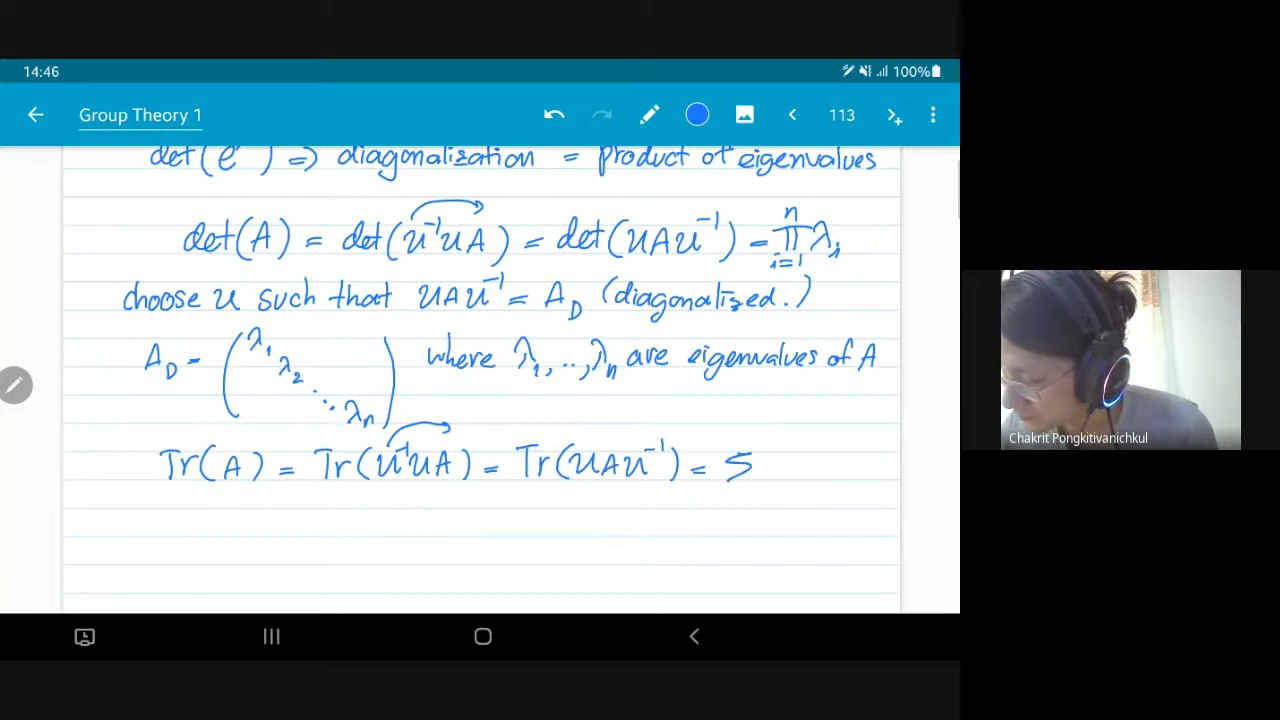 14:46 100%
Group Theory 1 113
det(e ) => diagonalization = product of eigenvalues
det(A) = det(U⁻¹UA) = det(UAU⁻¹) = ∏ᵢ₌₁ⁿ λᵢ
choose U such that UAU⁻¹ = A_D (diagonalized.)
A_D = (λ₁ λ₂ ⋱ λₙ) where λ₁, .., λₙ are eigenvalues of A
Tr(A) = Tr(U⁻¹UA) = Tr(UAU⁻¹) = 5
Chakrit Pongkitivanichkul